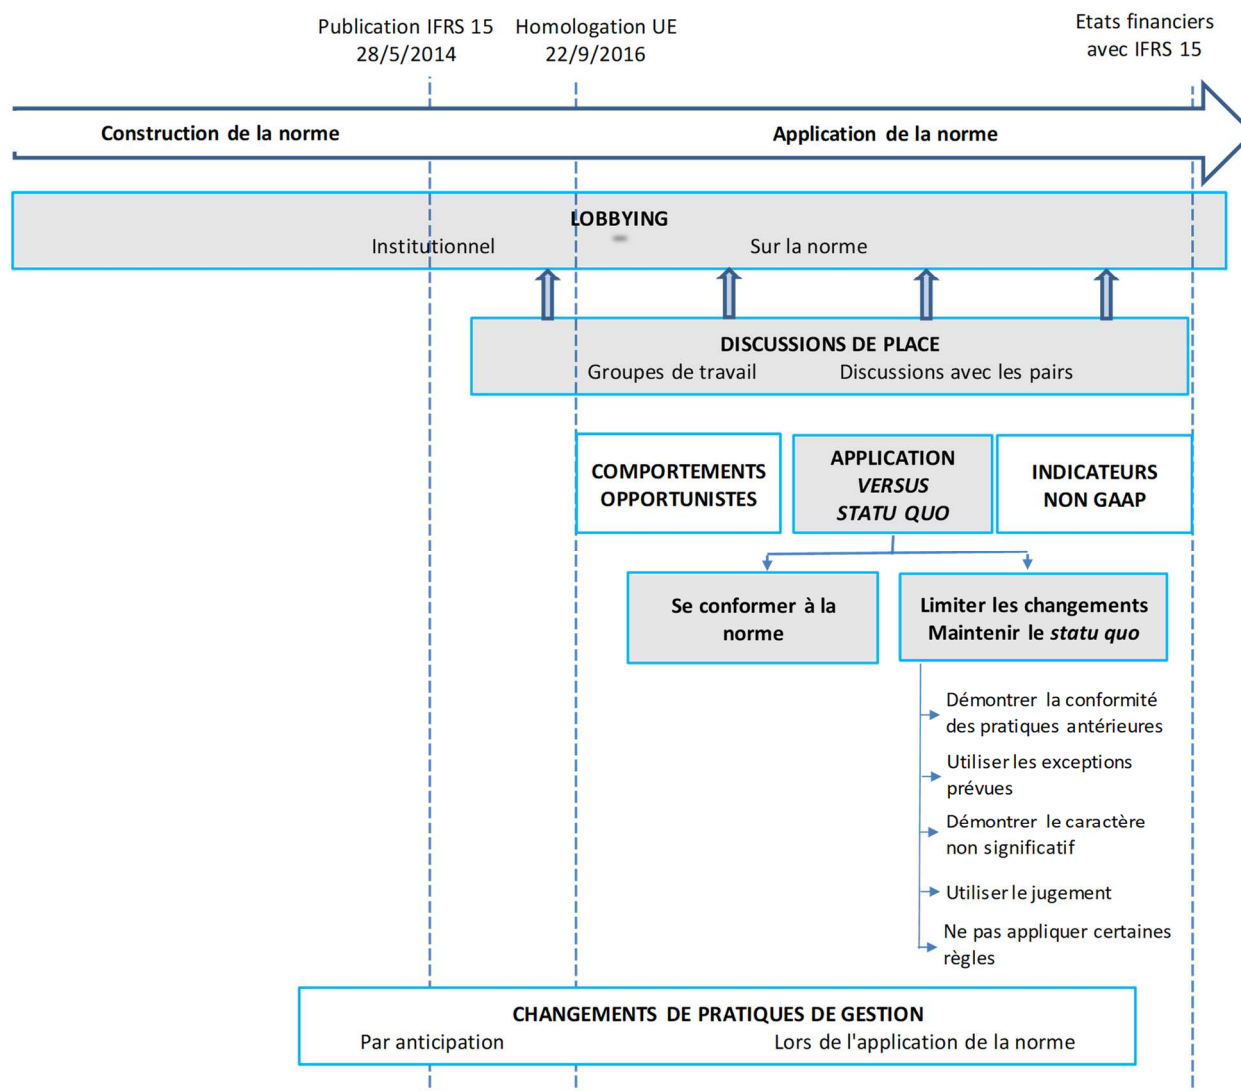 Publication IFRS 15
28/5/2014
Homologation UE
22/9/2016
Etats financiers
avec IFRS 15
Construction de la norme
Application de la norme
LOBBYING
Institutionnel
Sur la norme
DISCUSSIONS DE PLACE
Groupes de travail
Discussions avec les pairs
COMPORTEMENTS
OPPORTUNISTES
APPLICATION
VERSUS
STATU QUO
INDICATEURS
NON GAAP
Se conformer à la
norme
Limiter les changements
Maintenir le statu quo
Démontrer la conformité
des pratiques antérieures
Utiliser les exceptions
prévues
Démontrer le caractère
non significatif
Utiliser le jugement
Ne pas appliquer certaines
règles
CHANGEMENTS DE PRATIQUES DE GESTION
Par anticipation
Lors de l'application de la norme